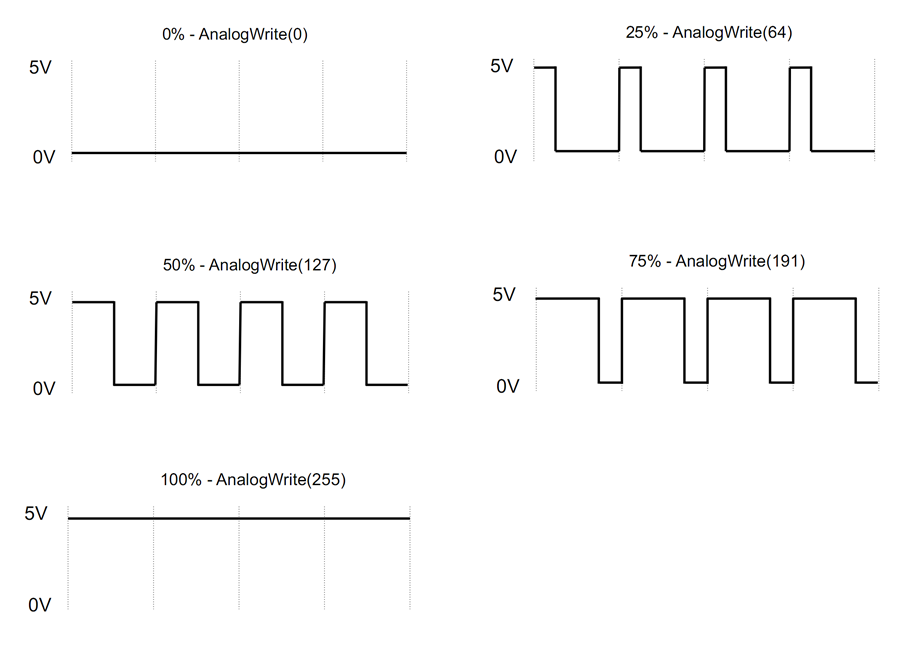 0% - AnalogWrite(0)
5V
0V
25% - AnalogWrite(64)
5V
0V
50% - AnalogWrite(127)
5V
0V
75% - AnalogWrite(191)
5V
0V
100% - AnalogWrite(255)
5V
0V